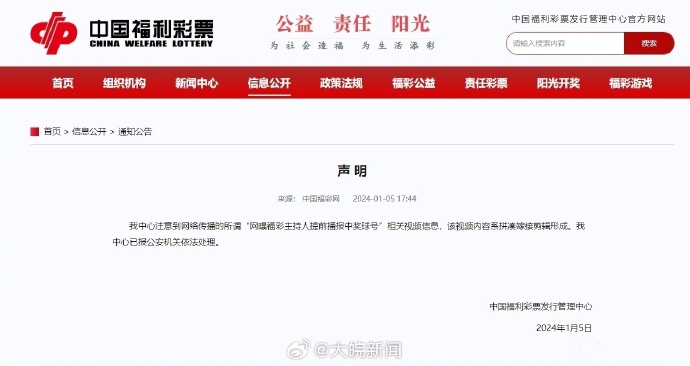 中国福利彩票
CHINA WELFARE LOTTERY
公益 责任 阳光
为社会造福 为生活添彩
中国福利彩票发行管理中心官方网站
请输入搜索内容
搜索
首页 组织机构 新闻中心 信息公开 政策法规 福彩公益 责任彩票 阳光开奖 福彩游戏
首页 > 信息公开 > 通知公告
声 明
来源： 中国福彩网 2024-01-05 17:44
我中心注意到网络传播的所谓“网曝福彩主持人提前播报中奖球号”相关视频信息，该视频内容系拼凑嫁接剪辑形成。我
中心已报公安机关依法处理。
中国福利彩票发行管理中心
2024年1月5日
@大皖新闻